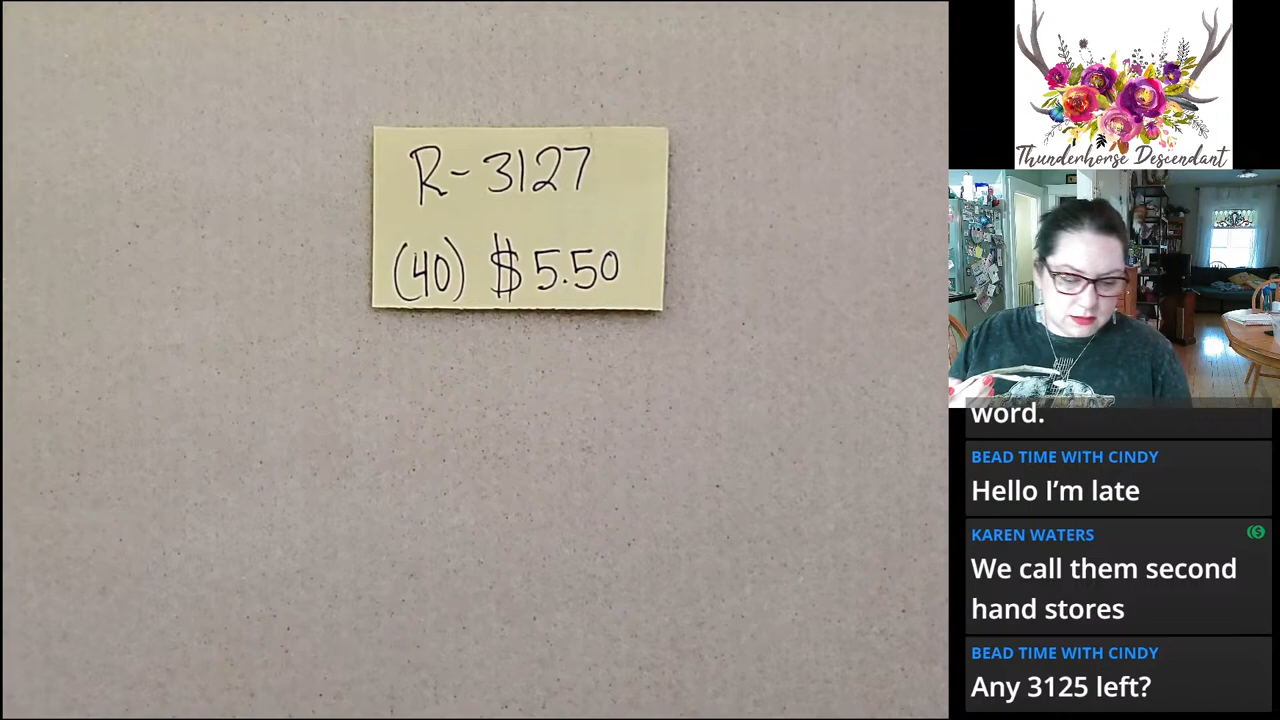 R-3127
(40) $5.50
Thunderhorse Descendant
word.
BEAD TIME WITH CINDY
Hello I’m late
KAREN WATERS
We call them second
hand stores
BEAD TIME WITH CINDY
Any 3125 left?